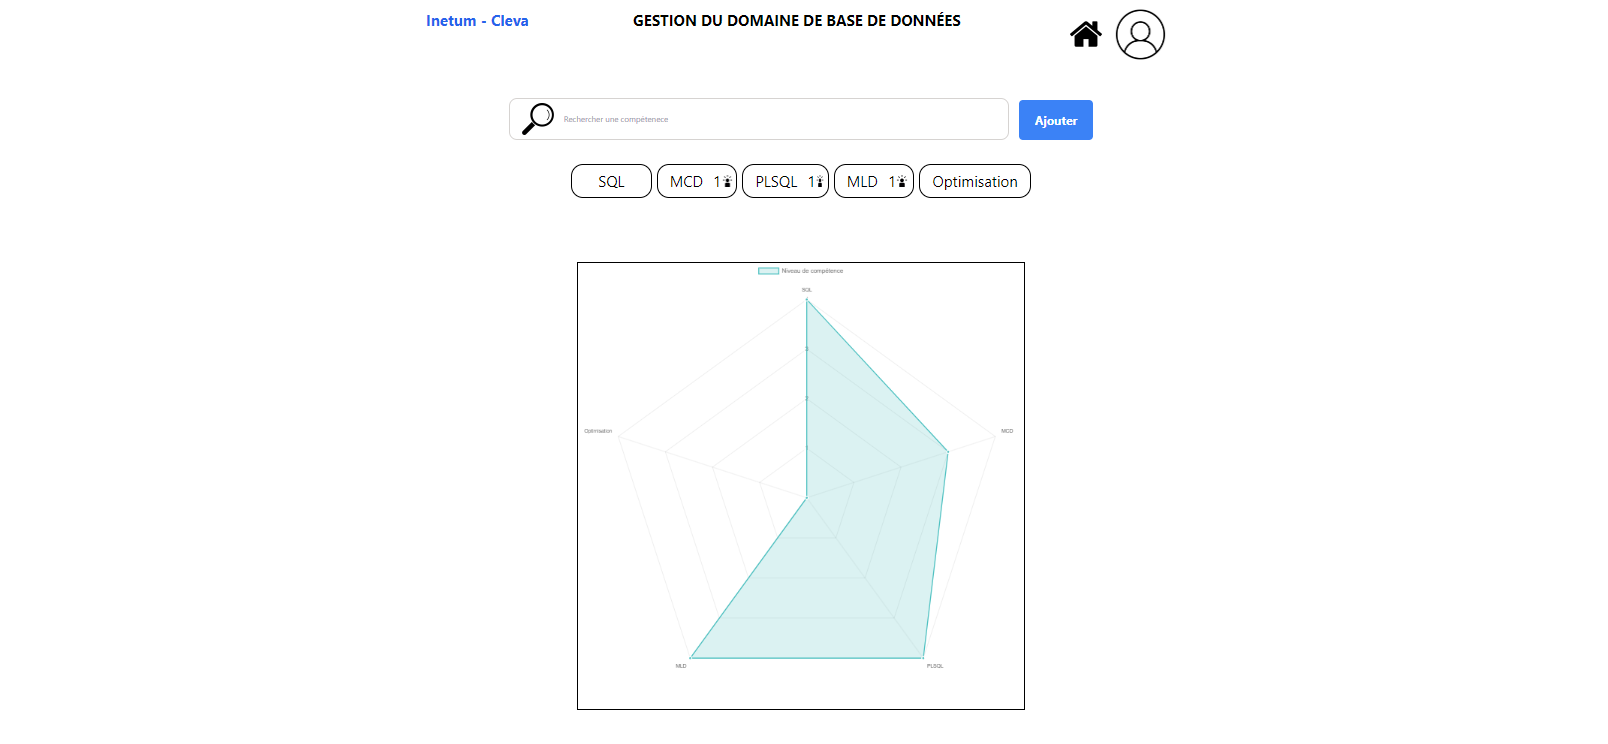 Inetum - Cleva
GESTION DU DOMAINE DE BASE DE DONNÉES
Rechercher une compètenece
Ajouter
SQL
MCD 1
PLSQL 1
MLD 1
Optimisation
Niveau de compétence
SQL
4
3
2
1
Optimisation
MCD
MLD
PLSQL